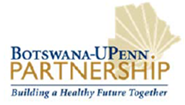 BOTSWANA-UPENN
PARTNERSHIP
Building a Healthy Future Together